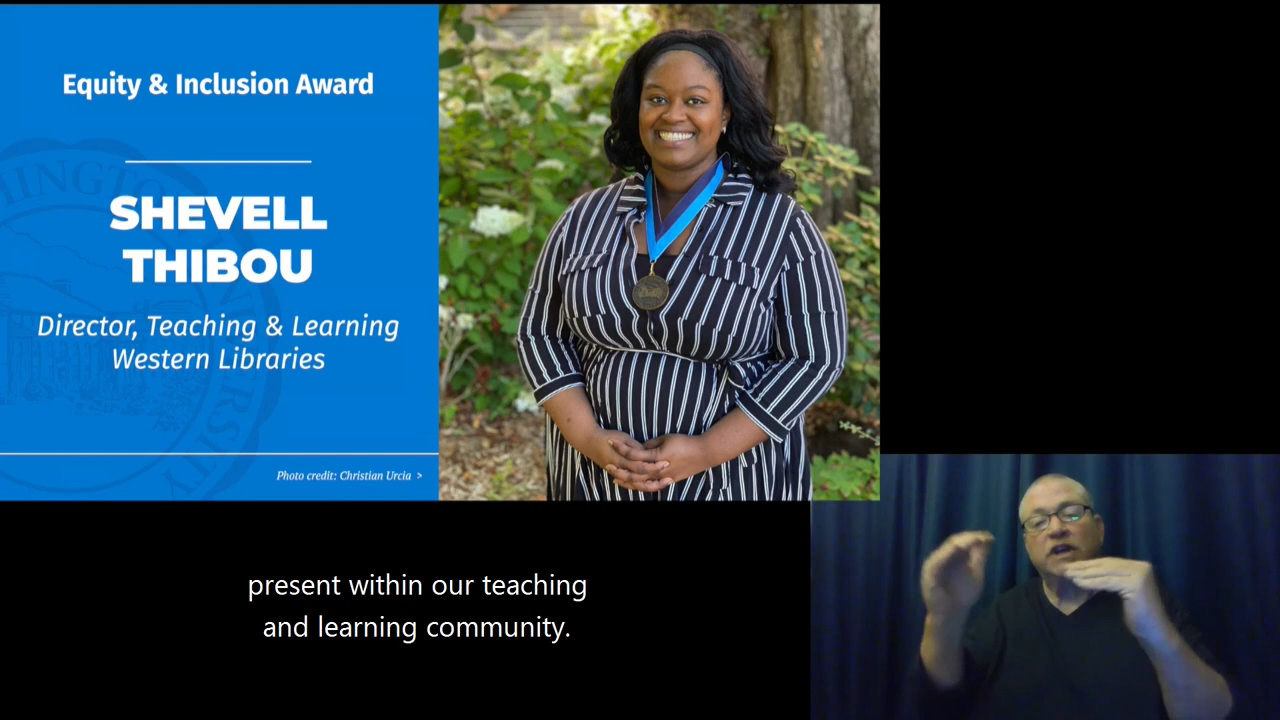 Equity & Inclusion Award
SHEVELL
THIBOU
Director, Teaching & Learning
Western Libraries
Photo credit: Christian Urcia >
present within our teaching
and learning community.